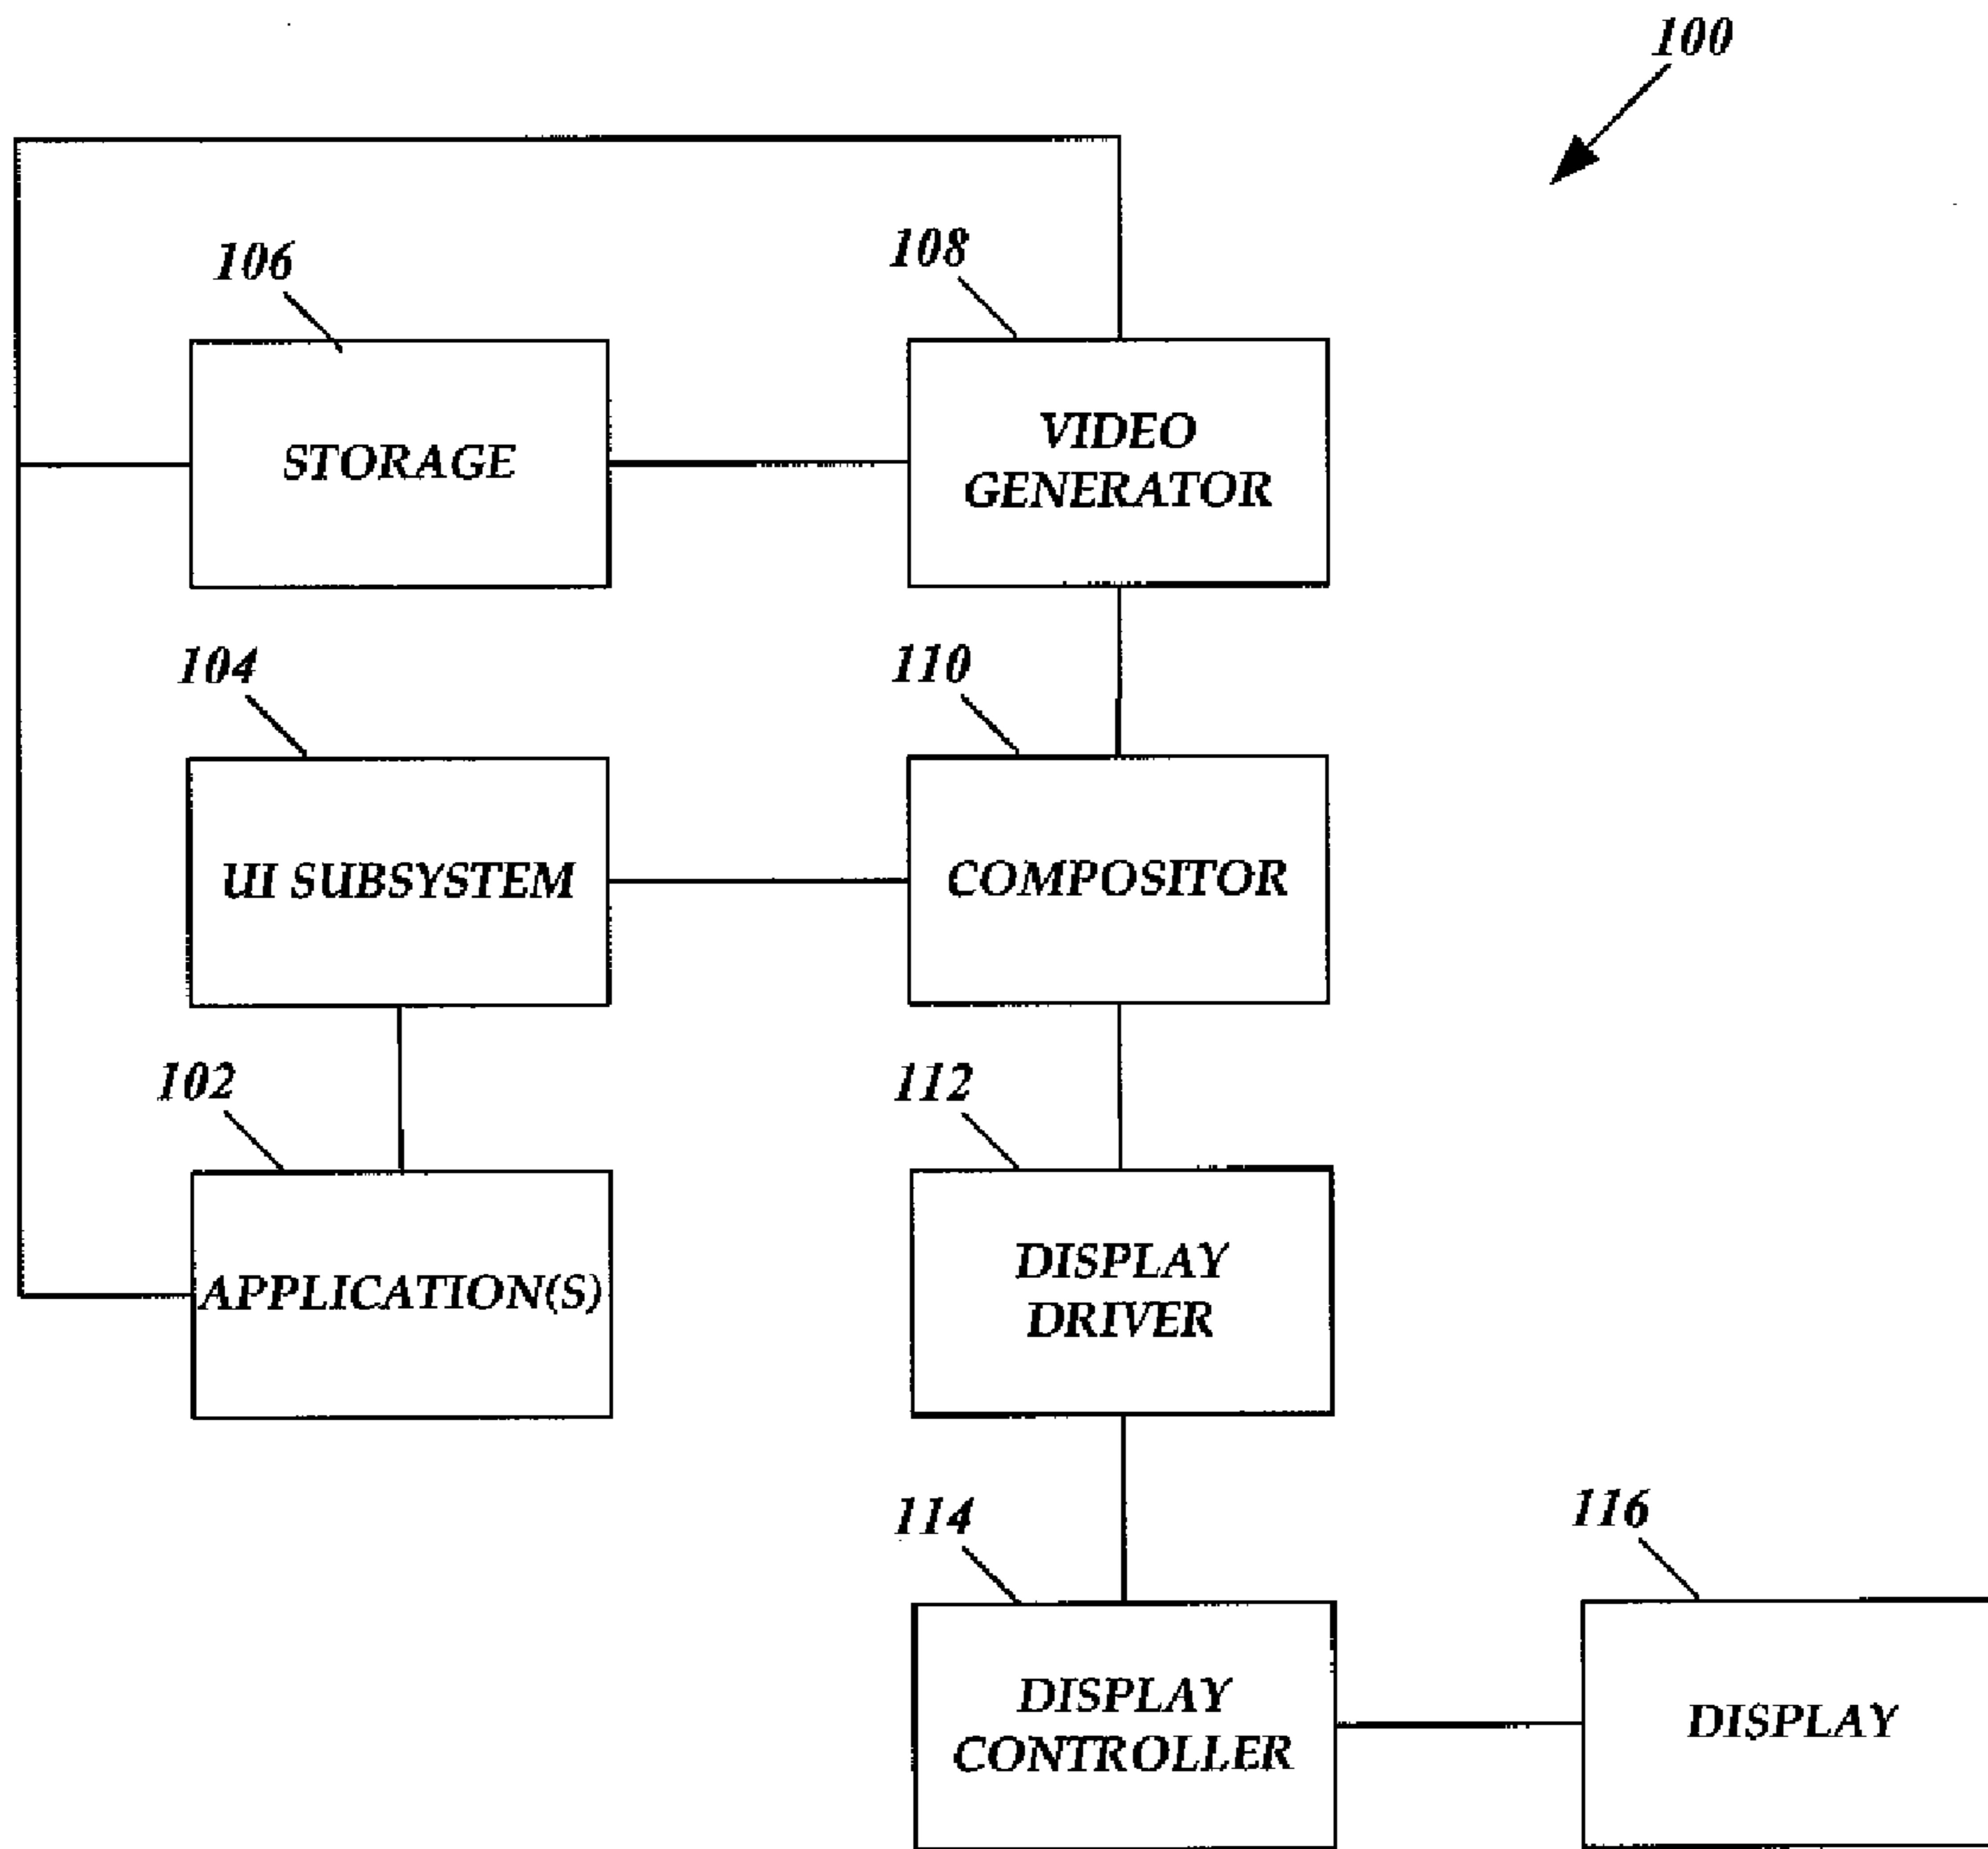 100
106
108
STORAGE
VIDEO
GENERATOR
104
110
UI SUBSYSTEM
COMPOSITOR
102
112
APPLICATION(S)
DISPLAY
DRIVER
114
116
DISPLAY
CONTROLLER
DISPLAY